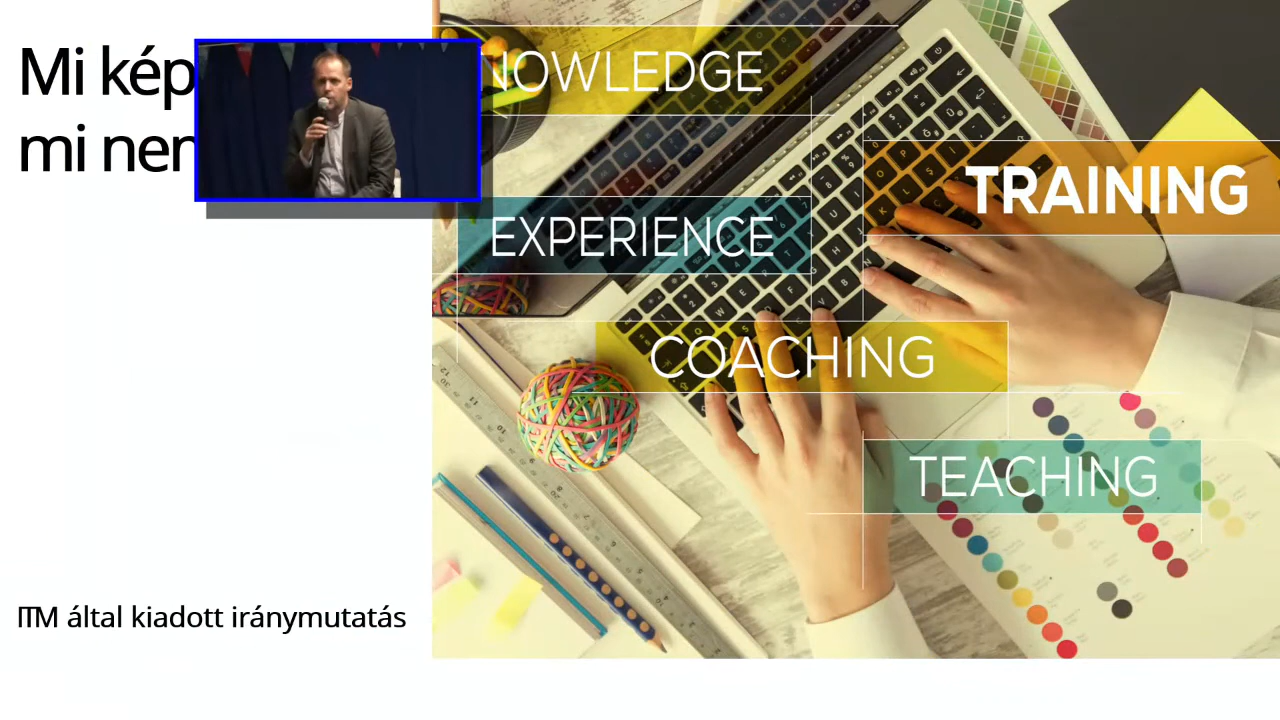 Mi kép
mi nem
NOWLEDGE
TRAINING
EXPERIENCE
COACHING
TEACHING
ITM által kiadott iránymutatás